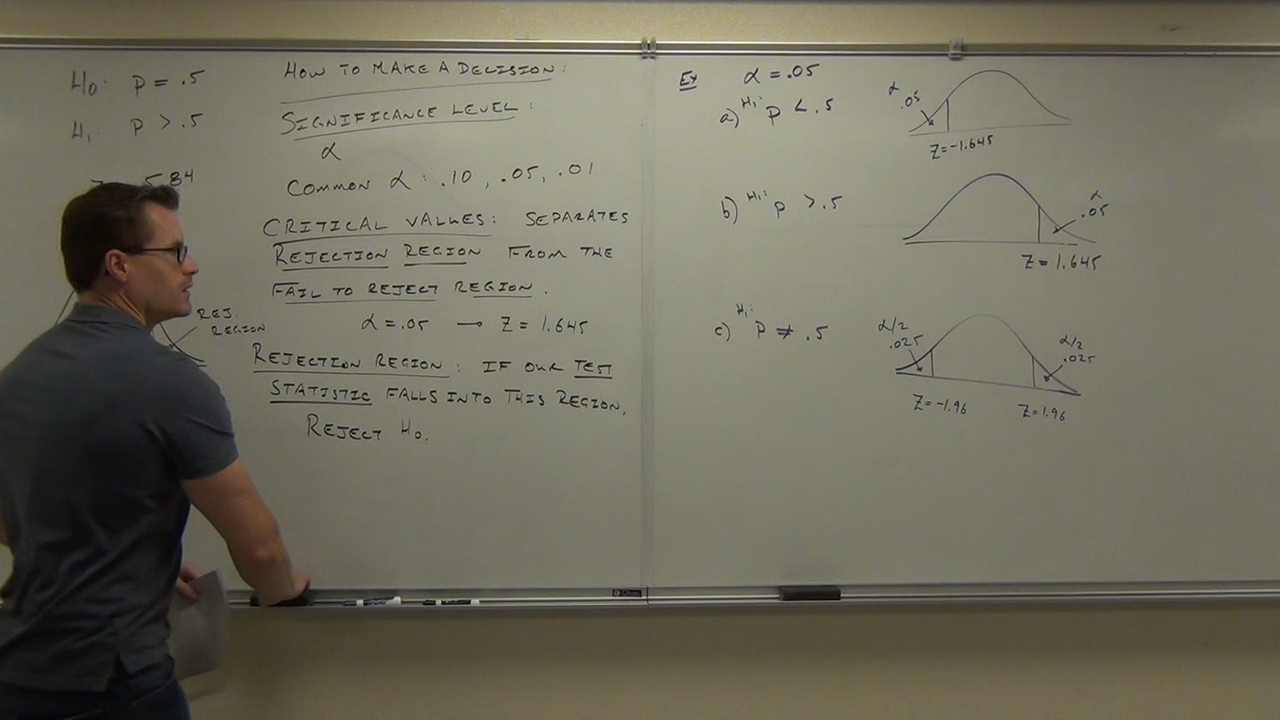 H₀: P = .5
H₁ P > .5
584
REJ.
REGION
HOW TO MAKE A DECISION:
SIGNIFICANCE LEVEL:
α
COMMON α: .10, .05, .01
CRITICAL VALUES: SEPARATES
REJECTION REGION FROM THE
FAIL TO REJECT REGION.
α = .05 → Z = 1.645
REJECTION REGION: IF OUR TEST
STATISTIC FALLS INTO THIS REGION,
REJECT H₀.
Ex α = .05
a) H₁: P < .5
α
.05
Z = -1.645
b) H₁: P > .5
α
.05
Z = 1.645
c) H₁: P ≠ .5
α/2
.025
α/2
.025
Z = -1.96
Z = 1.96